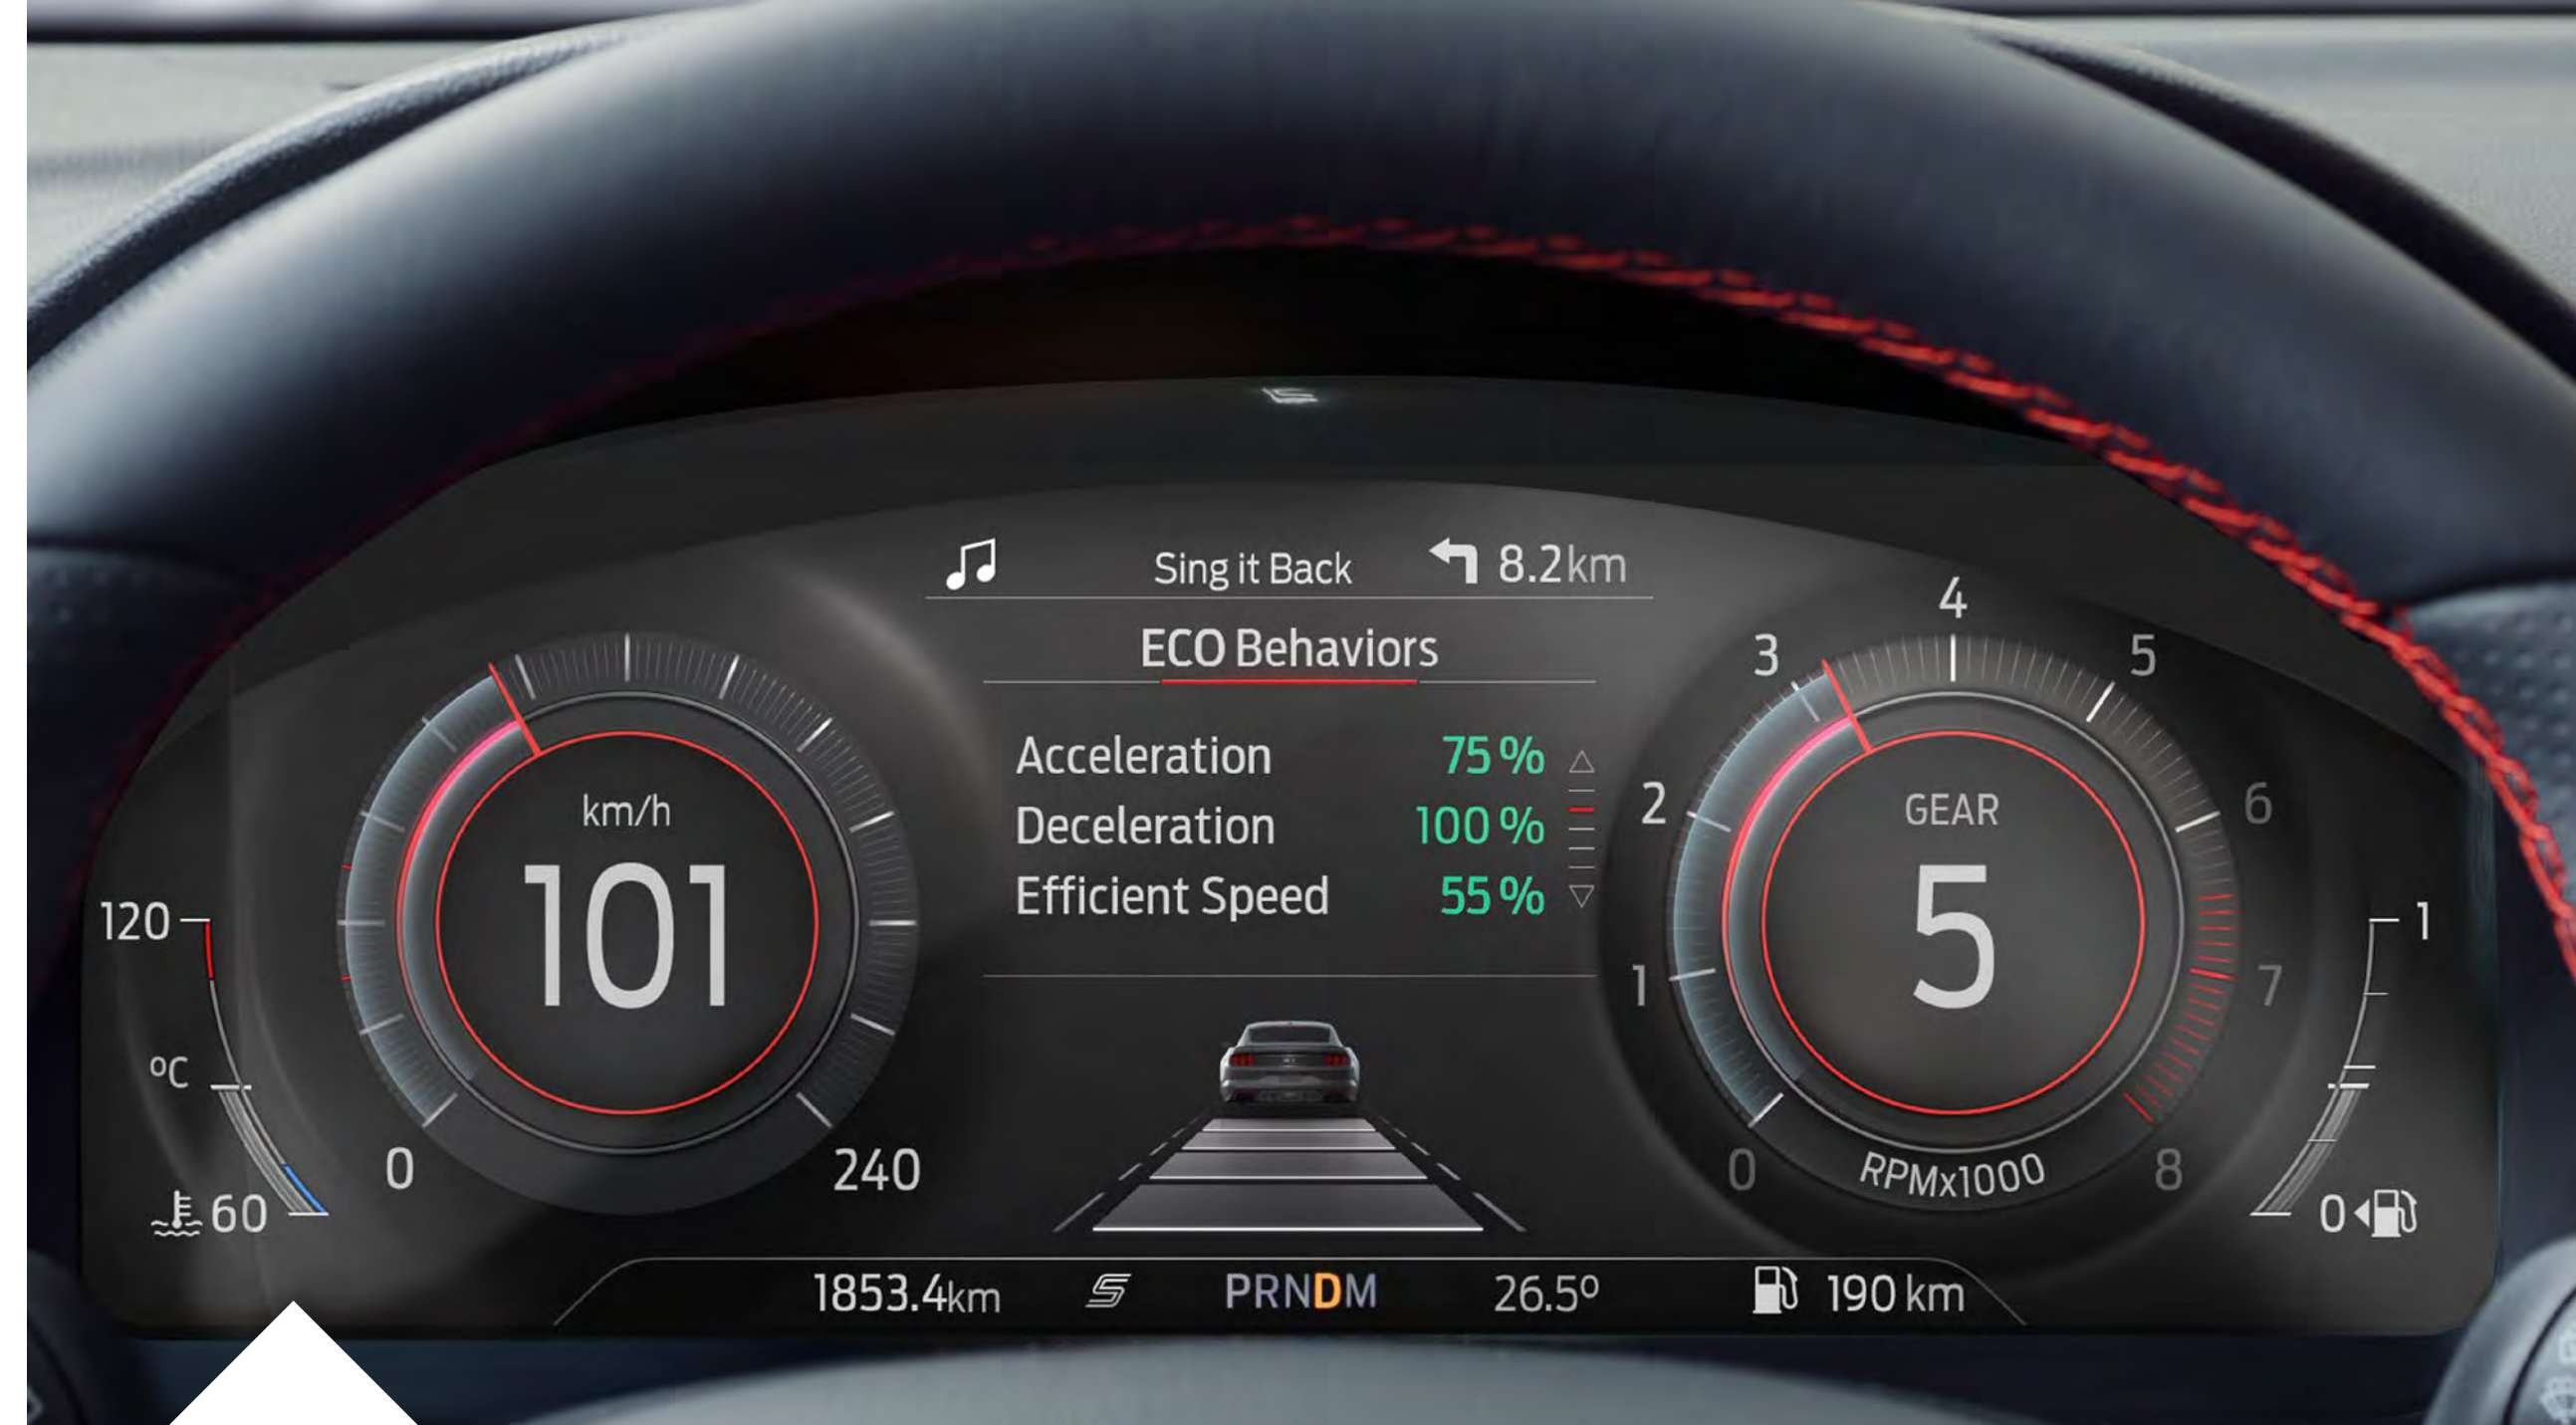 Sing it Back 8.2km
ECO Behaviors
Acceleration 75%
Deceleration 100%
Efficient Speed 55%
km/h
101
0
240
120
ºC
60
GEAR
5
0
1
2
3
4
5
6
7
8
RPMx1000
1
0
1853.4km PRNDM 26.5º 190 km